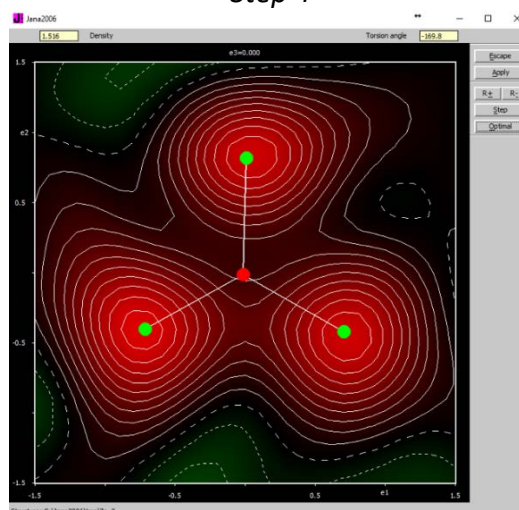 Step 4
Jana2006
1.516 Density Torsion angle -169.8
e3=0.000
Escape
Apply
R± R-
Step
Optimal
1.5
e2
0.5
-0.5
-1.5
-1.5 -0.5 0.5 e1 1.5